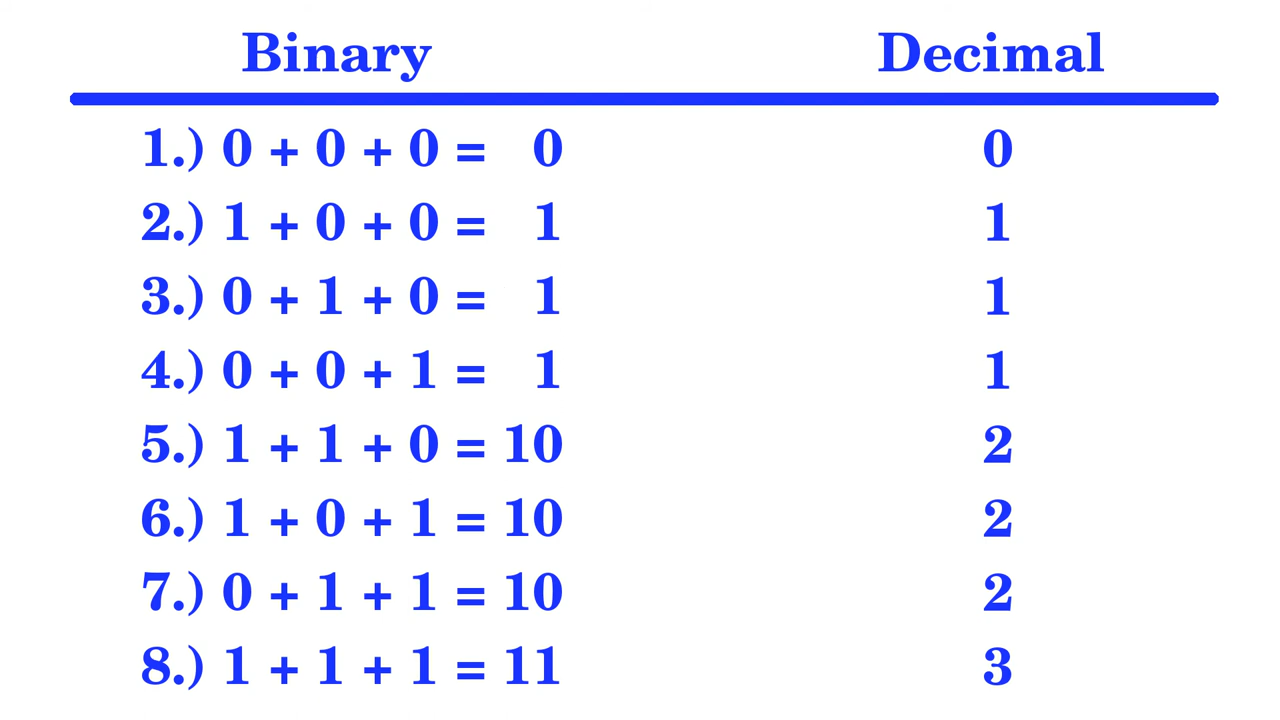 Binary Decimal
1.) 0 + 0 + 0 = 0 0
2.) 1 + 0 + 0 = 1 1
3.) 0 + 1 + 0 = 1 1
4.) 0 + 0 + 1 = 1 1
5.) 1 + 1 + 0 = 10 2
6.) 1 + 0 + 1 = 10 2
7.) 0 + 1 + 1 = 10 2
8.) 1 + 1 + 1 = 11 3